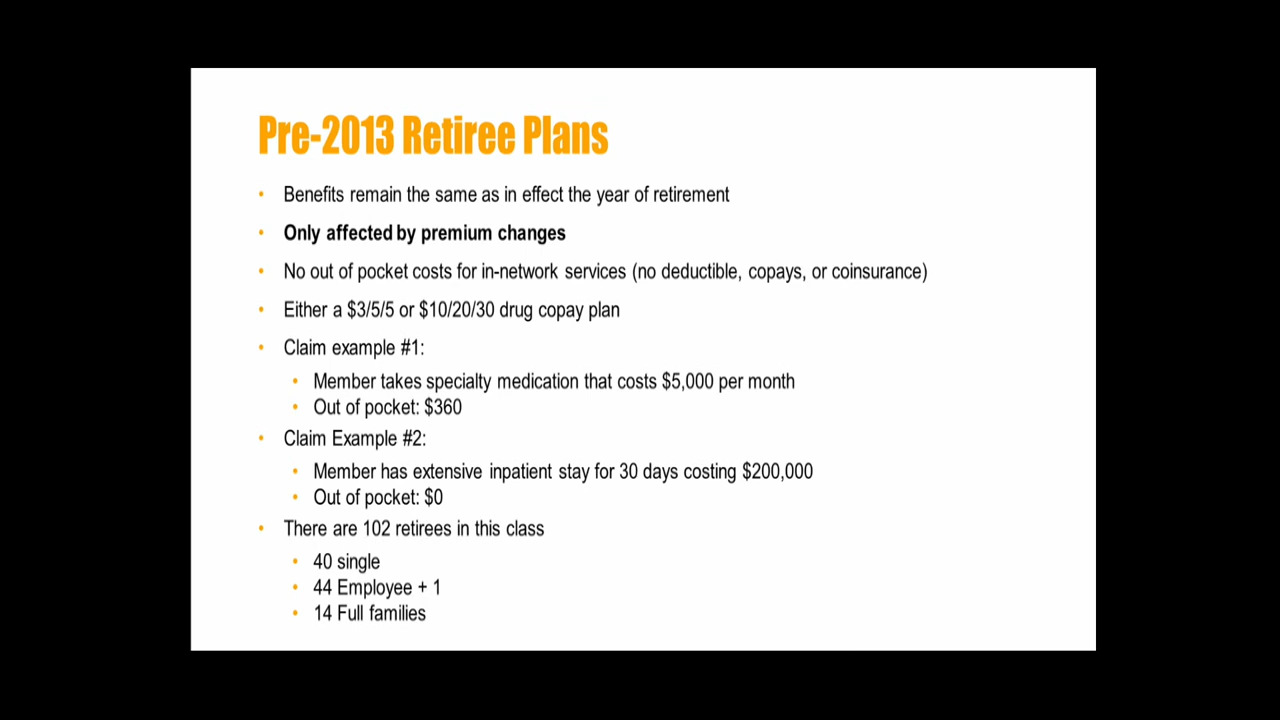 Pre-2013 Retiree Plans
• Benefits remain the same as in effect the year of retirement
• Only affected by premium changes
• No out of pocket costs for in-network services (no deductible, copays, or coinsurance)
• Either a $3/5/5 or $10/20/30 drug copay plan
• Claim example #1:
• Member takes specialty medication that costs $5,000 per month
• Out of pocket: $360
• Claim Example #2:
• Member has extensive inpatient stay for 30 days costing $200,000
• Out of pocket: $0
• There are 102 retirees in this class
• 40 single
• 44 Employee + 1
• 14 Full families